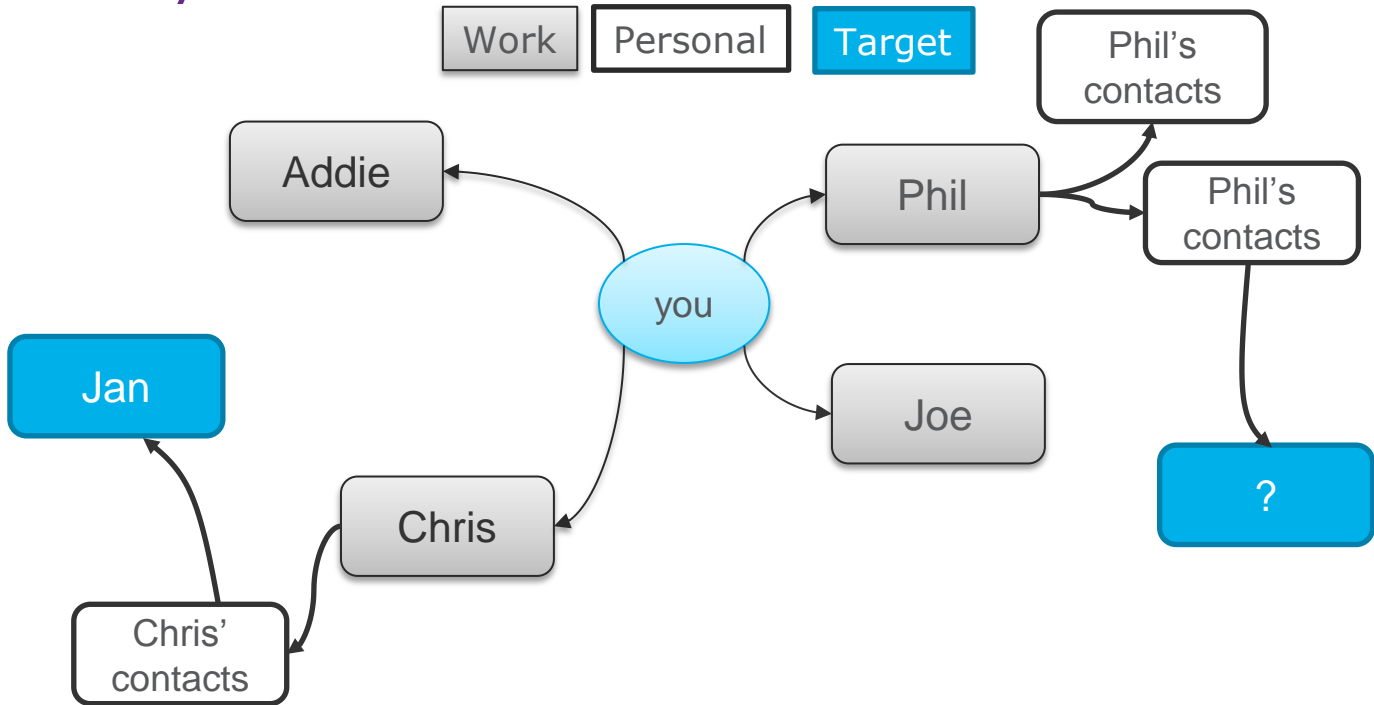 Work
Personal
Target
Phil's
contacts
Addie
Phil
Phil's
contacts
you
Jan
Joe
Chris
?
Chris'
contacts